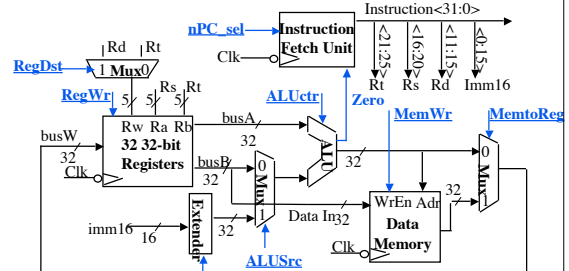 Instruction<31:0>
nPC_sel
Instruction
Fetch Unit
Clk
<21:25>
<16:20>
<11:15>
<0:15>
Rt
Rs
Rd
Imm16
Rd
Rt
RegDst
1 Mux 0
RegWr
5
5
5
Rs
Rt
ALUctr
Zero
MemWr
MemtoReg
busW
32
Rw Ra Rb
32 32-bit
Registers
Clk
busA
32
busB
32
ALU
32
0
Mux
1
0
Mux
1
imm16
16
Extender
32
Data In
32
WrEn Adr
Data
Memory
32
Clk
ALUSrc